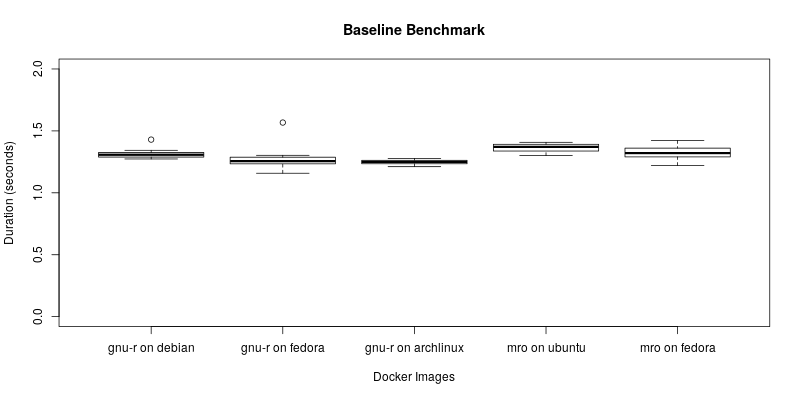 Baseline Benchmark
Duration (seconds)
2.0
1.5
1.0
0.5
0.0
gnu-r on debian gnu-r on fedora gnu-r on archlinux mro on ubuntu mro on fedora
Docker Images